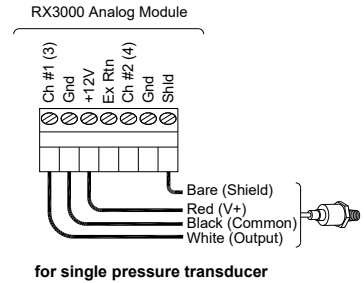 RX3000 Analog Module
Ch #1 (3)
Gnd
+12V
Ex Rtn
Ch #2 (4)
Gnd
Shld
Bare (Shield)
Red (V+)
Black (Common)
White (Output)
for single pressure transducer